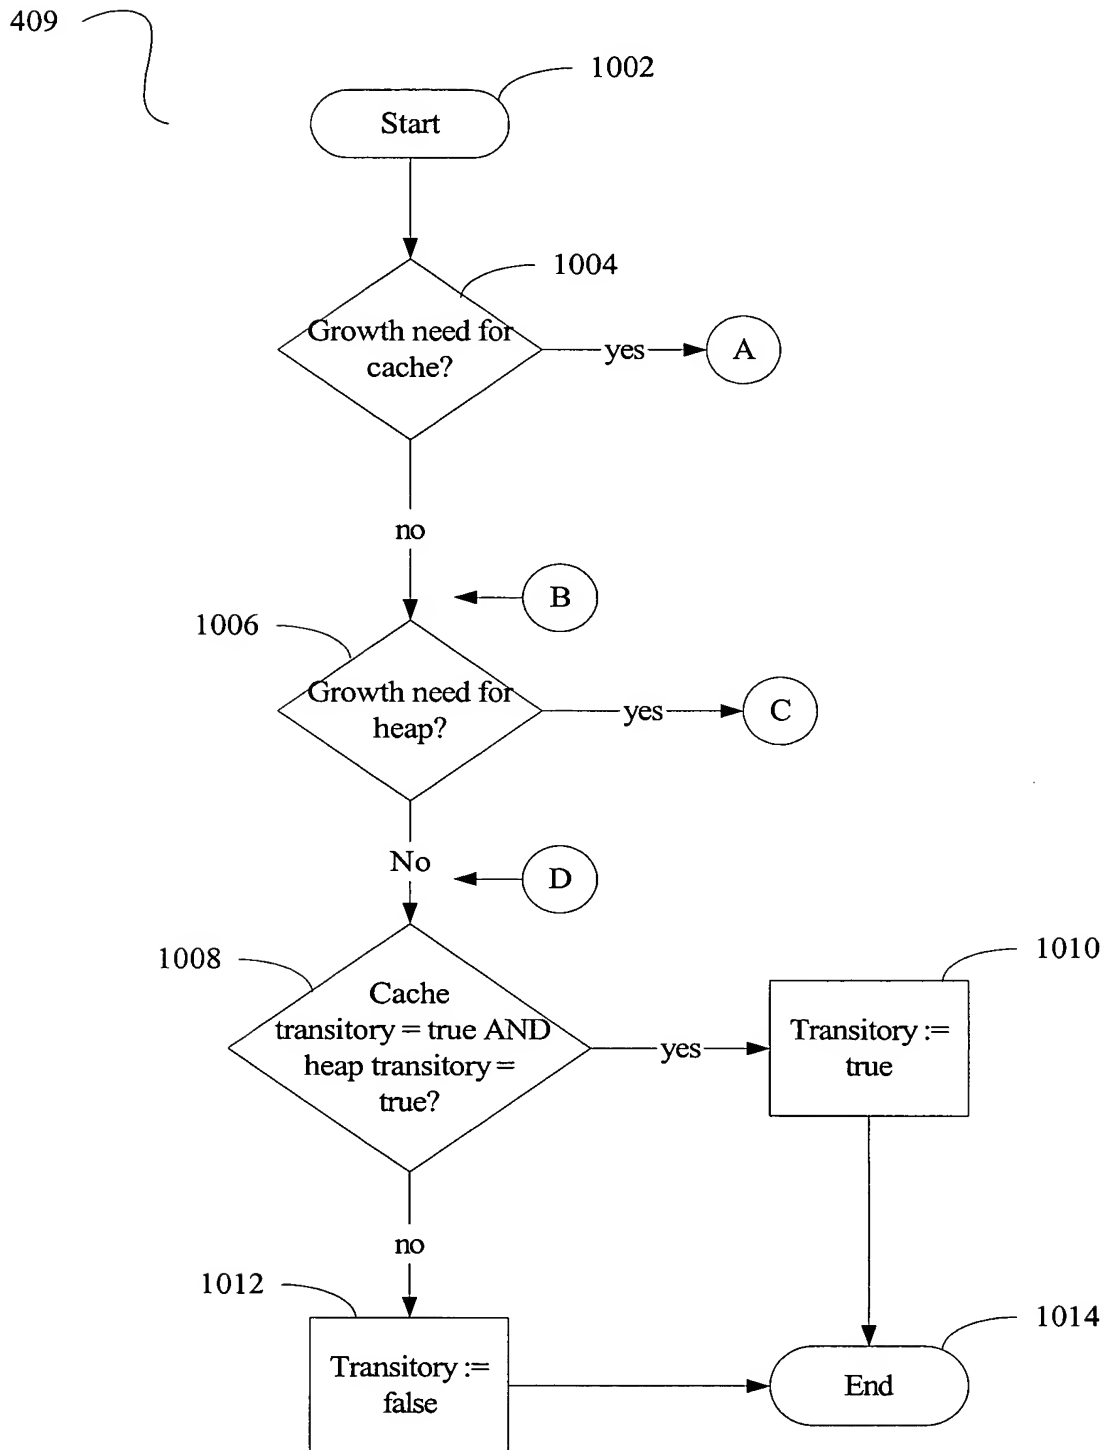 409
1002
Start
1004
Growth need for
cache?
yes
A
no
B
1006
Growth need for
heap?
yes
C
No
D
1008
Cache
transitory = true AND
heap transitory =
true?
yes
1010
Transitory :=
true
no
1012
Transitory :=
false
1014
End